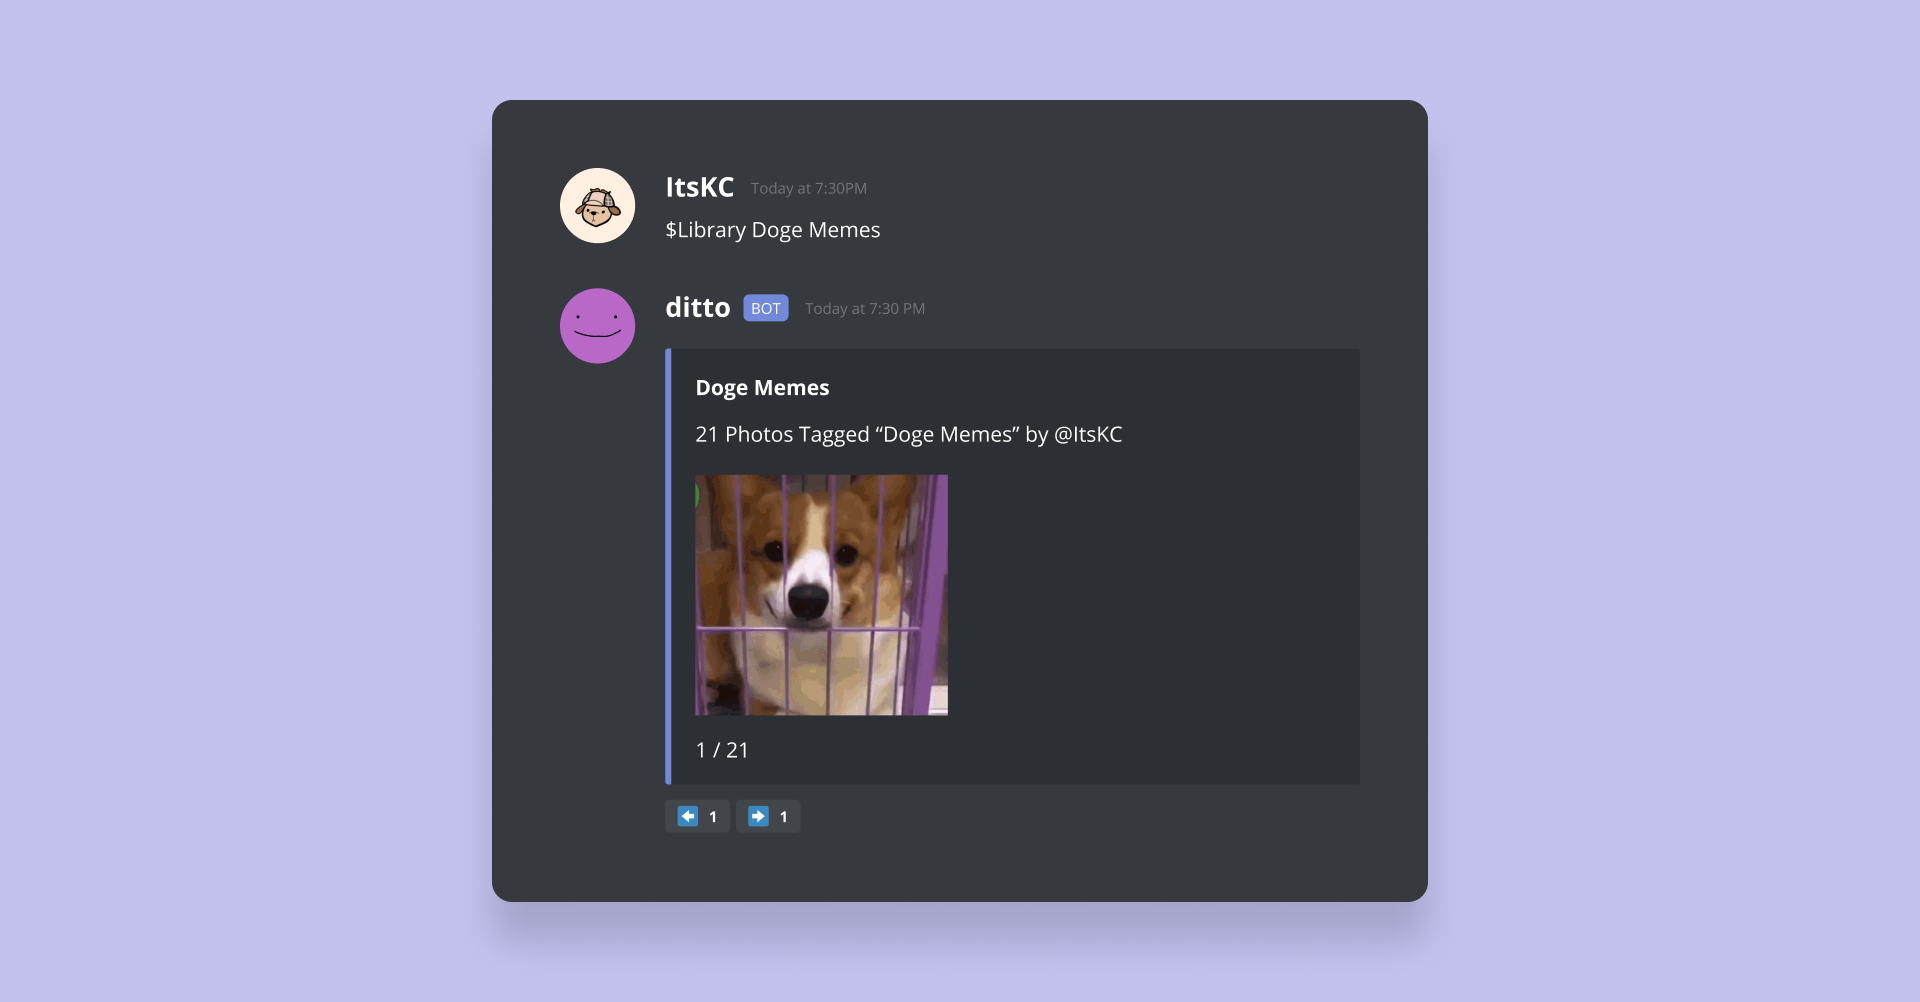 ItsKC Today at 7:30PM
$Library Doge Memes
ditto BOT Today at 7:30 PM
Doge Memes
21 Photos Tagged “Doge Memes” by @ItsKC
1 / 21
1 1